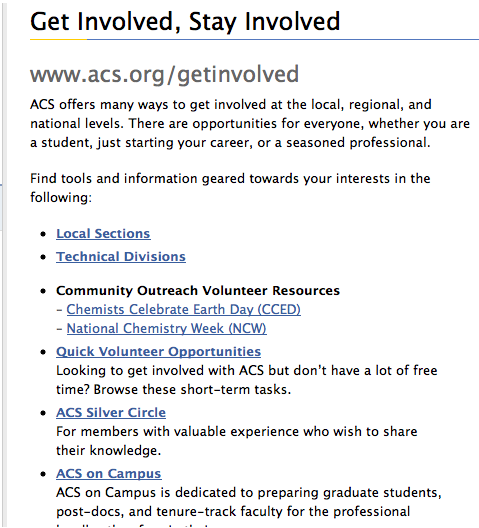 Get Involved, Stay Involved
www.acs.org/getinvolved
ACS offers many ways to get involved at the local, regional, and
national levels. There are opportunities for everyone, whether you are
a student, just starting your career, or a seasoned professional.
Find tools and information geared towards your interests in the
following:
• Local Sections
• Technical Divisions
• Community Outreach Volunteer Resources
– Chemists Celebrate Earth Day (CCED)
– National Chemistry Week (NCW)
• Quick Volunteer Opportunities
Looking to get involved with ACS but don’t have a lot of free
time? Browse these short-term tasks.
• ACS Silver Circle
For members with valuable experience who wish to share
their knowledge.
• ACS on Campus
ACS on Campus is dedicated to preparing graduate students,
post-docs, and tenure-track faculty for the professional